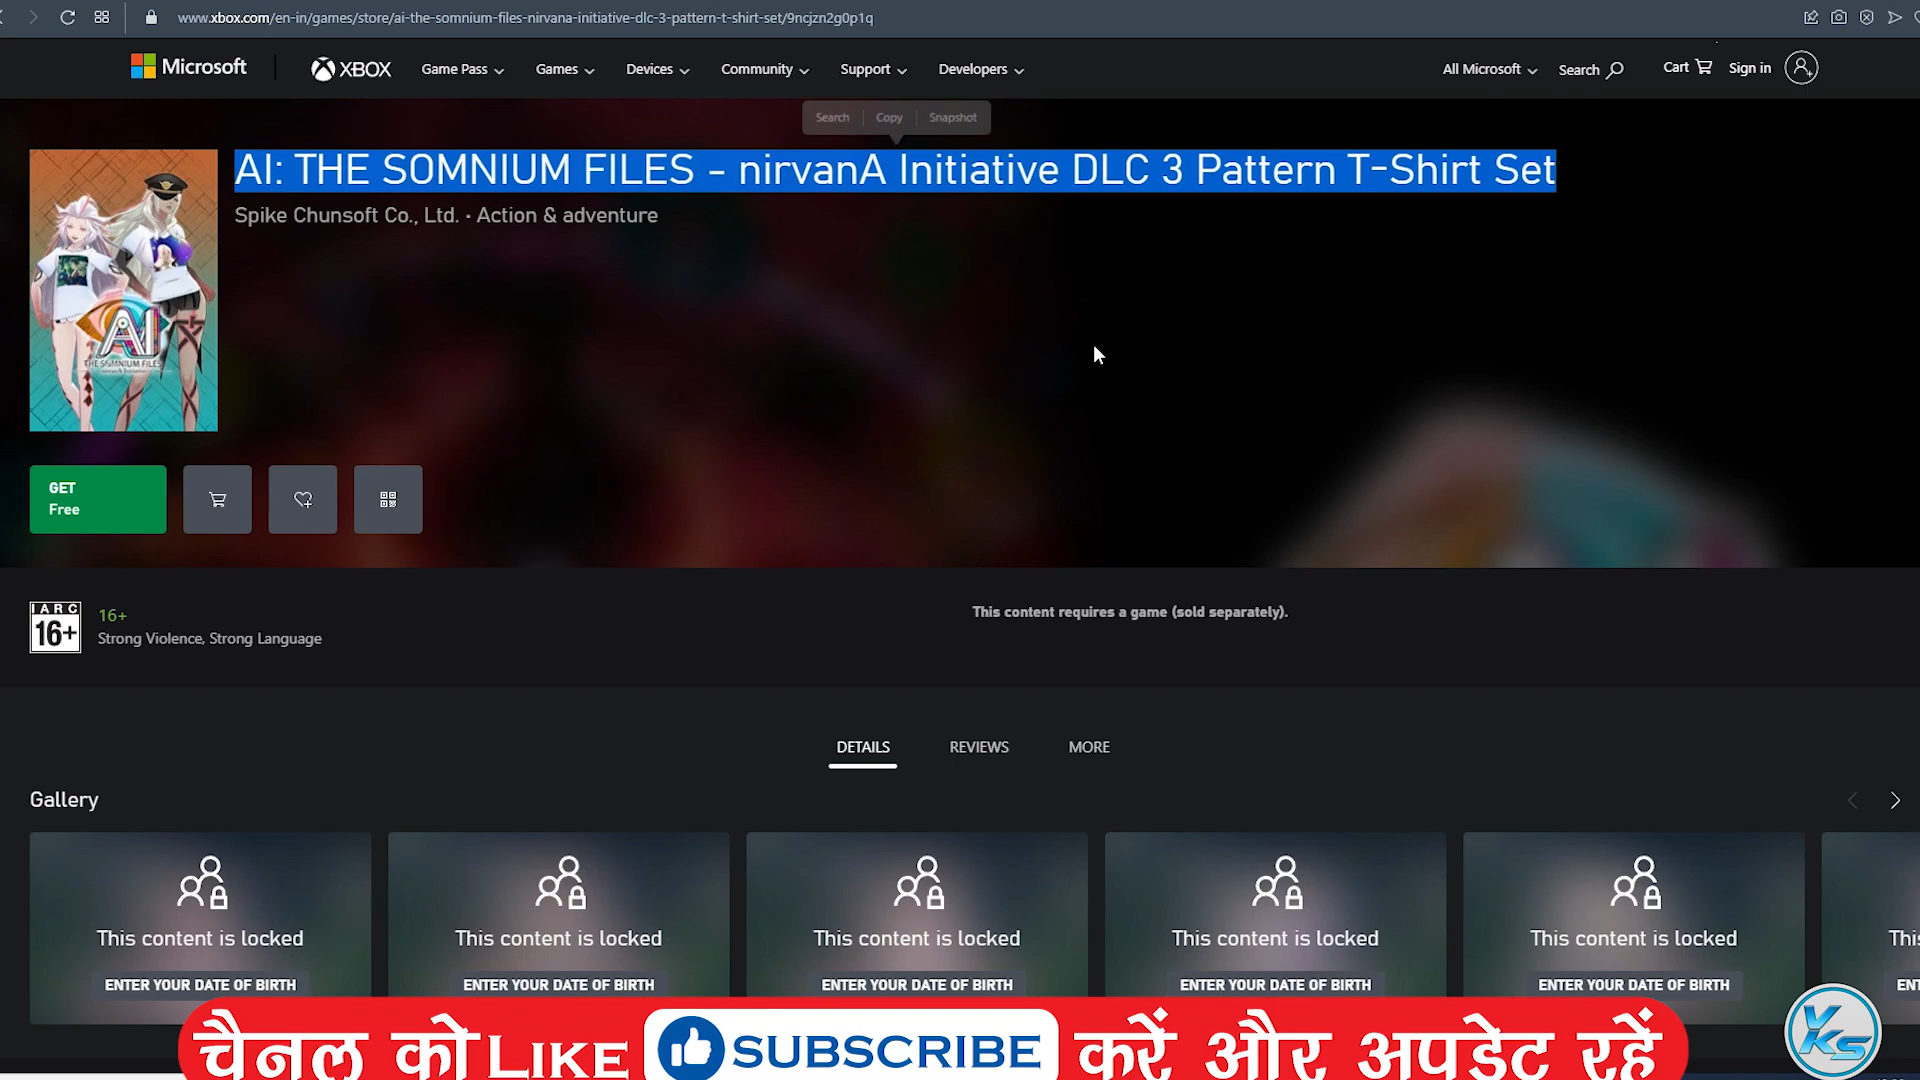 www.xbox.com/en-in/games/store/ai-the-somnium-files-nirvana-initiative-dlc-3-pattern-t-shirt-set/9ncjzn2g0p1q
Microsoft
XBOX
Game Pass
Games
Devices
Community
Support
Developers
All Microsoft
Search
Cart
Sign in
Search
Copy
Snapshot
AI: THE SOMNIUM FILES - nirvanA Initiative DLC 3 Pattern T-Shirt Set
Spike Chunsoft Co., Ltd. • Action & adventure
AI
THE SOMNIUM FILES
GET
Free
IARC
16+
16+
Strong Violence, Strong Language
This content requires a game (sold separately).
DETAILS
REVIEWS
MORE
Gallery
This content is locked
This content is locked
This content is locked
This content is locked
This content is locked
ENTER YOUR DATE OF BIRTH
ENTER YOUR DATE OF BIRTH
ENTER YOUR DATE OF BIRTH
ENTER YOUR DATE OF BIRTH
ENTER YOUR DATE OF BIRTH
चैनल को LIKE SUBSCRIBE करें और अपडेट रहें
VKS